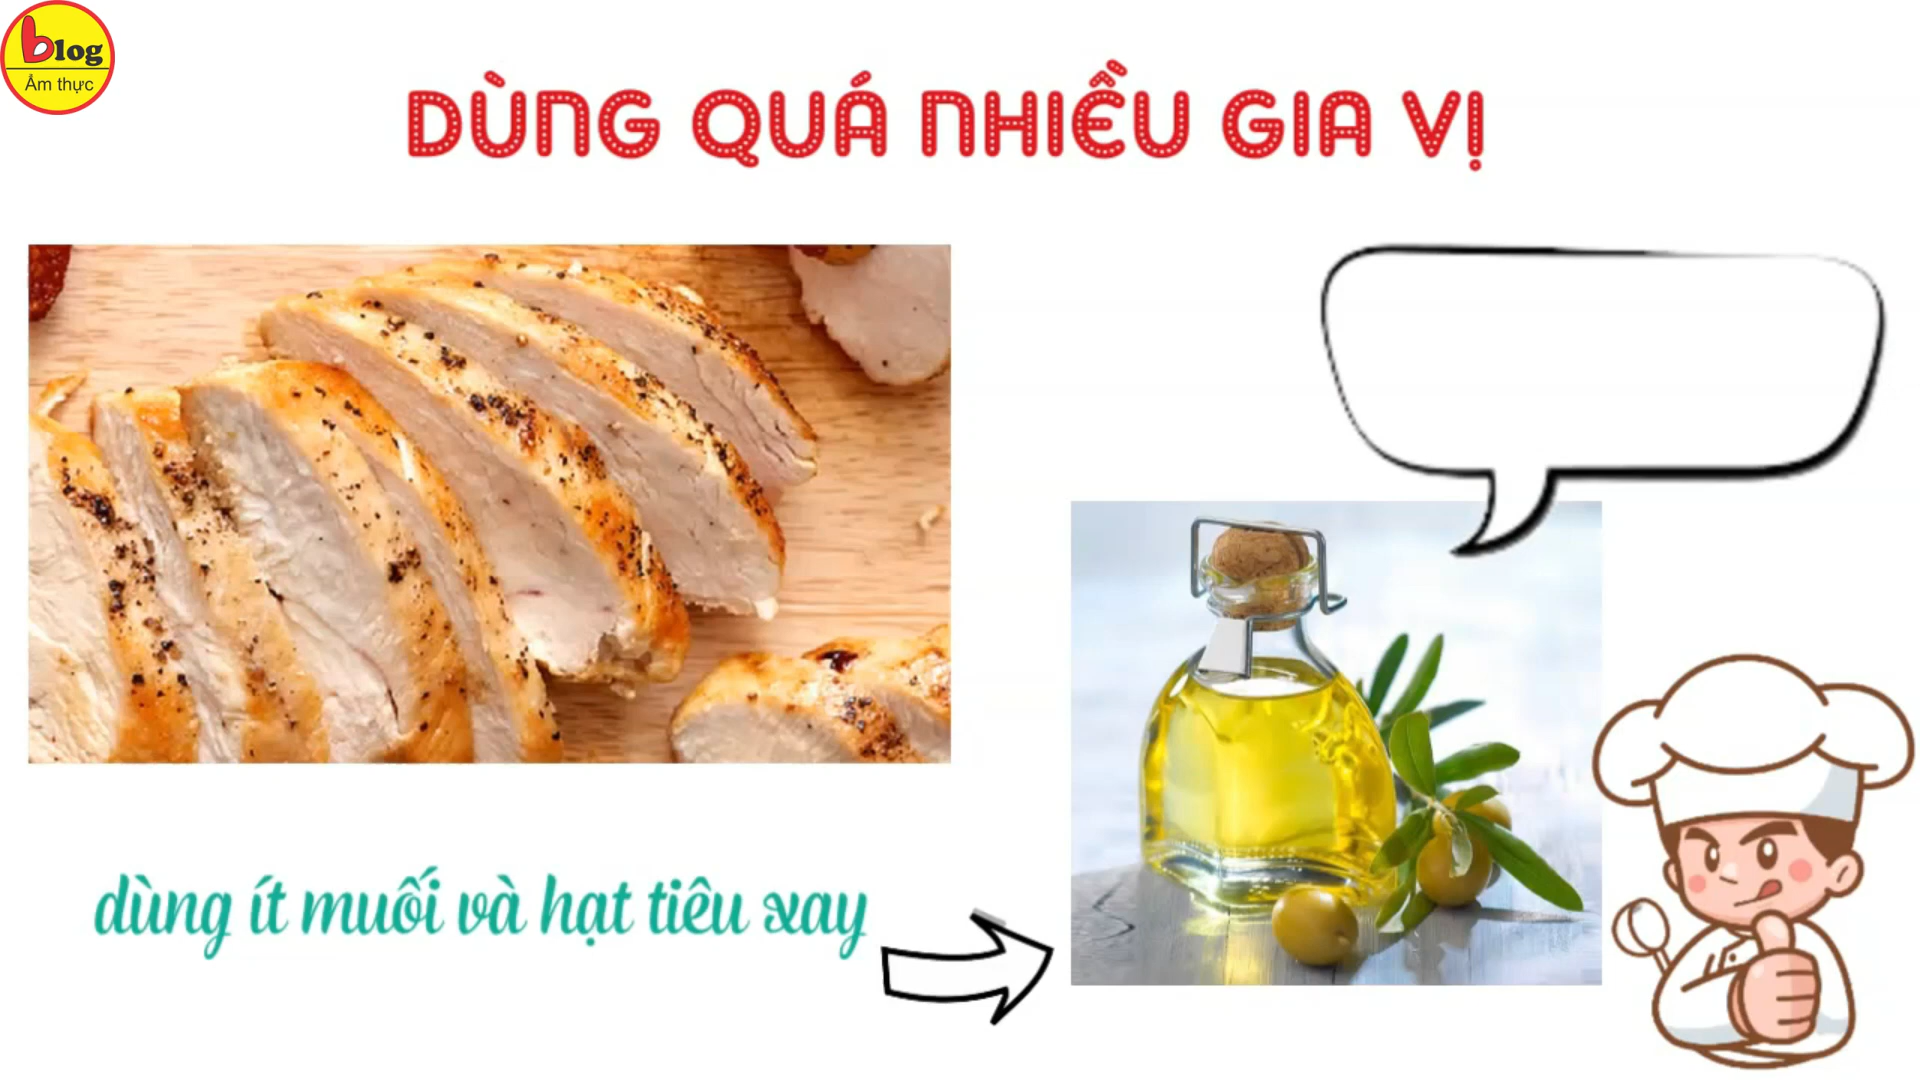 blog
Ẩm thực
DÙNG QUÁ NHIỀU GIA VỊ
dùng ít muối và hạt tiêu xay